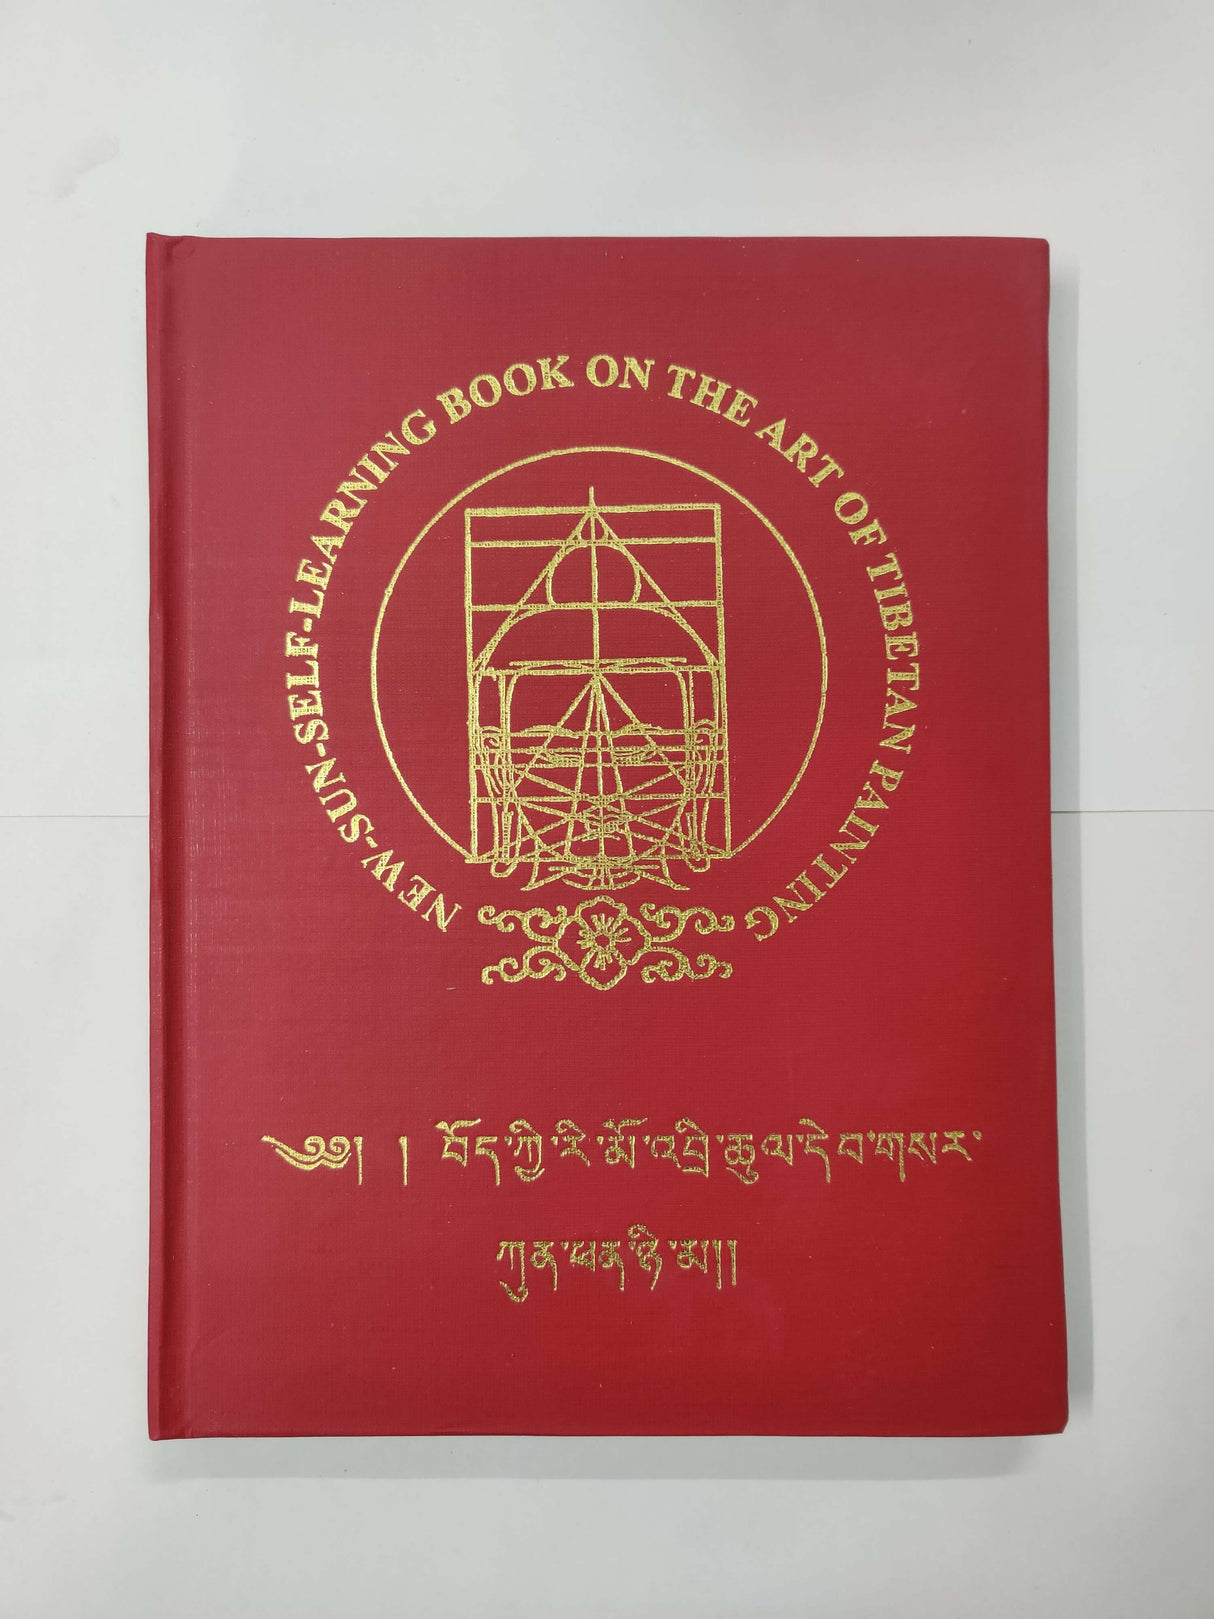 NEW-SUN-SELF-LEARNING BOOK ON THE ART OF TIBETAN PAINTING
༄༅། ། བོད་ཀྱི་རི་མོ་འབྲི་ཚུལ་དེབ་གསར་
ཀུན་ཕན་ཉི་མ།།